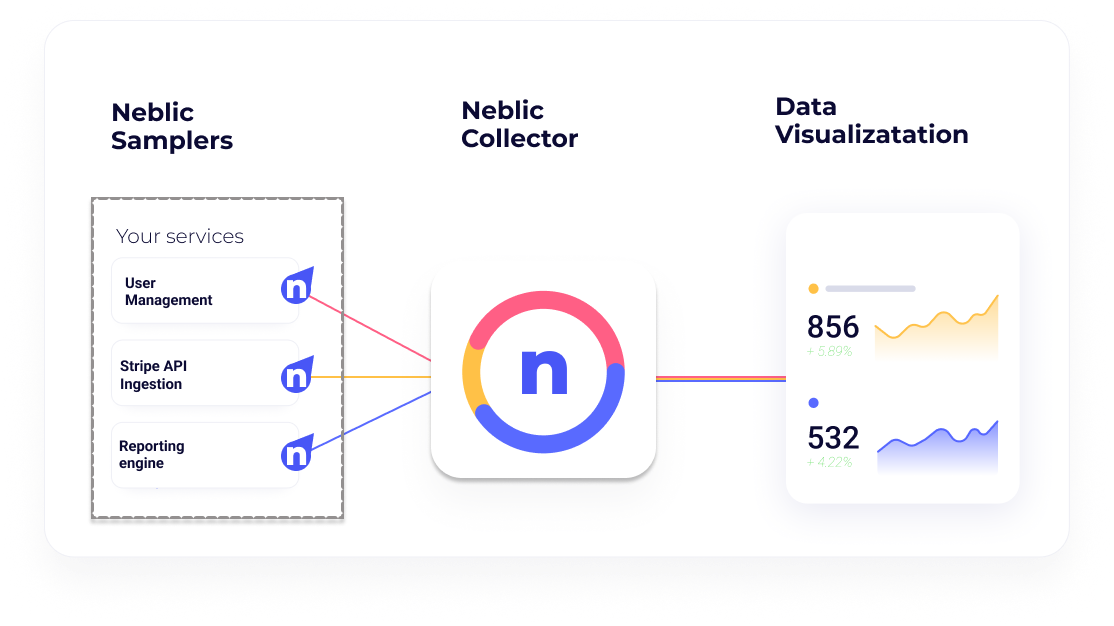 Neblic
Samplers
Neblic
Collector
Data
Visualizatation
Your services
User
Management
n
Stripe API
Ingestion
n
Reporting
engine
n
n
856
+ 5.89%
532
+ 4.22%